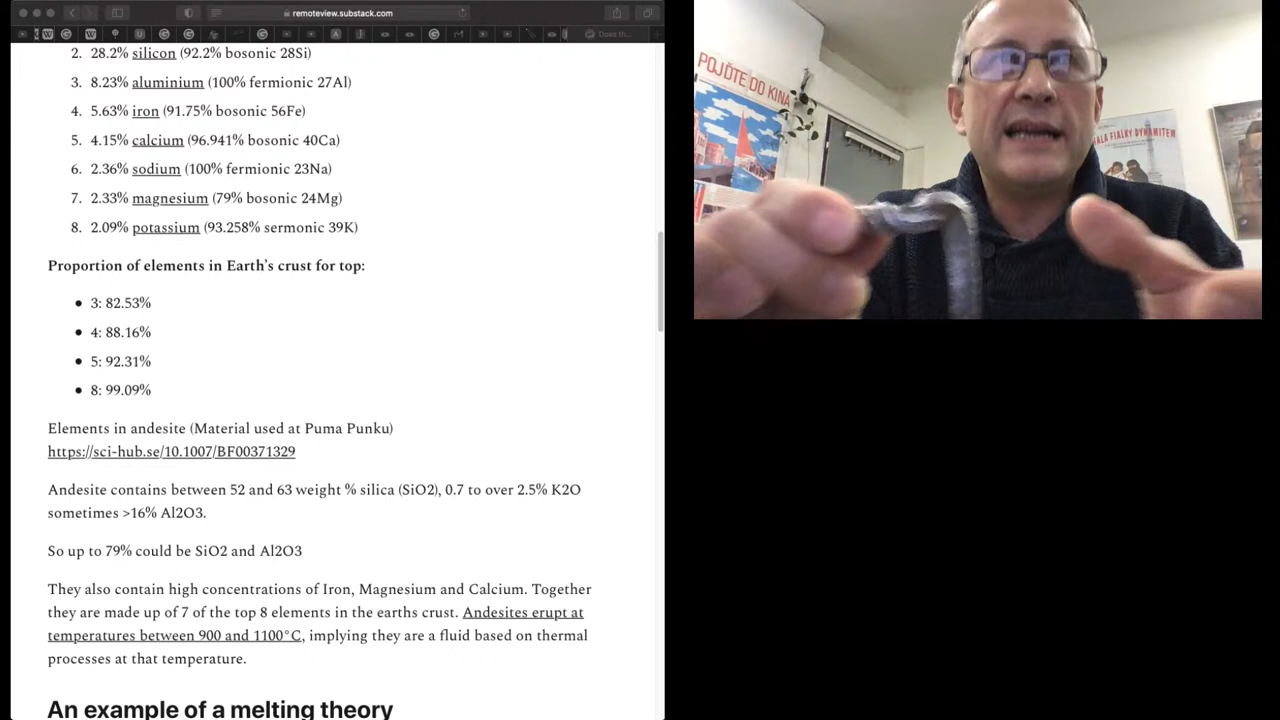 remoteview.substack.com
Does th...
2. 28.2% silicon (92.2% bosonic 28Si)
3. 8.23% aluminium (100% fermionic 27Al)
4. 5.63% iron (91.75% bosonic 56Fe)
5. 4.15% calcium (96.941% bosonic 40Ca)
6. 2.36% sodium (100% fermionic 23Na)
7. 2.33% magnesium (79% bosonic 24Mg)
8. 2.09% potassium (93.258% sermonic 39K)
Proportion of elements in Earth's crust for top:
• 3: 82.53%
• 4: 88.16%
• 5: 92.31%
• 8: 99.09%
Elements in andesite (Material used at Puma Punku)
https://sci-hub.se/10.1007/BF00371329
Andesite contains between 52 and 63 weight % silica (SiO2), 0.7 to over 2.5% K2O
sometimes >16% Al2O3.
So up to 79% could be SiO2 and Al2O3
They also contain high concentrations of Iron, Magnesium and Calcium. Together
they are made up of 7 of the top 8 elements in the earths crust. Andesites erupt at
temperatures between 900 and 1100°C, implying they are a fluid based on thermal
processes at that temperature.
An example of a melting theory
POJĎTE DO KINA
FIALKY DYNAMITEM